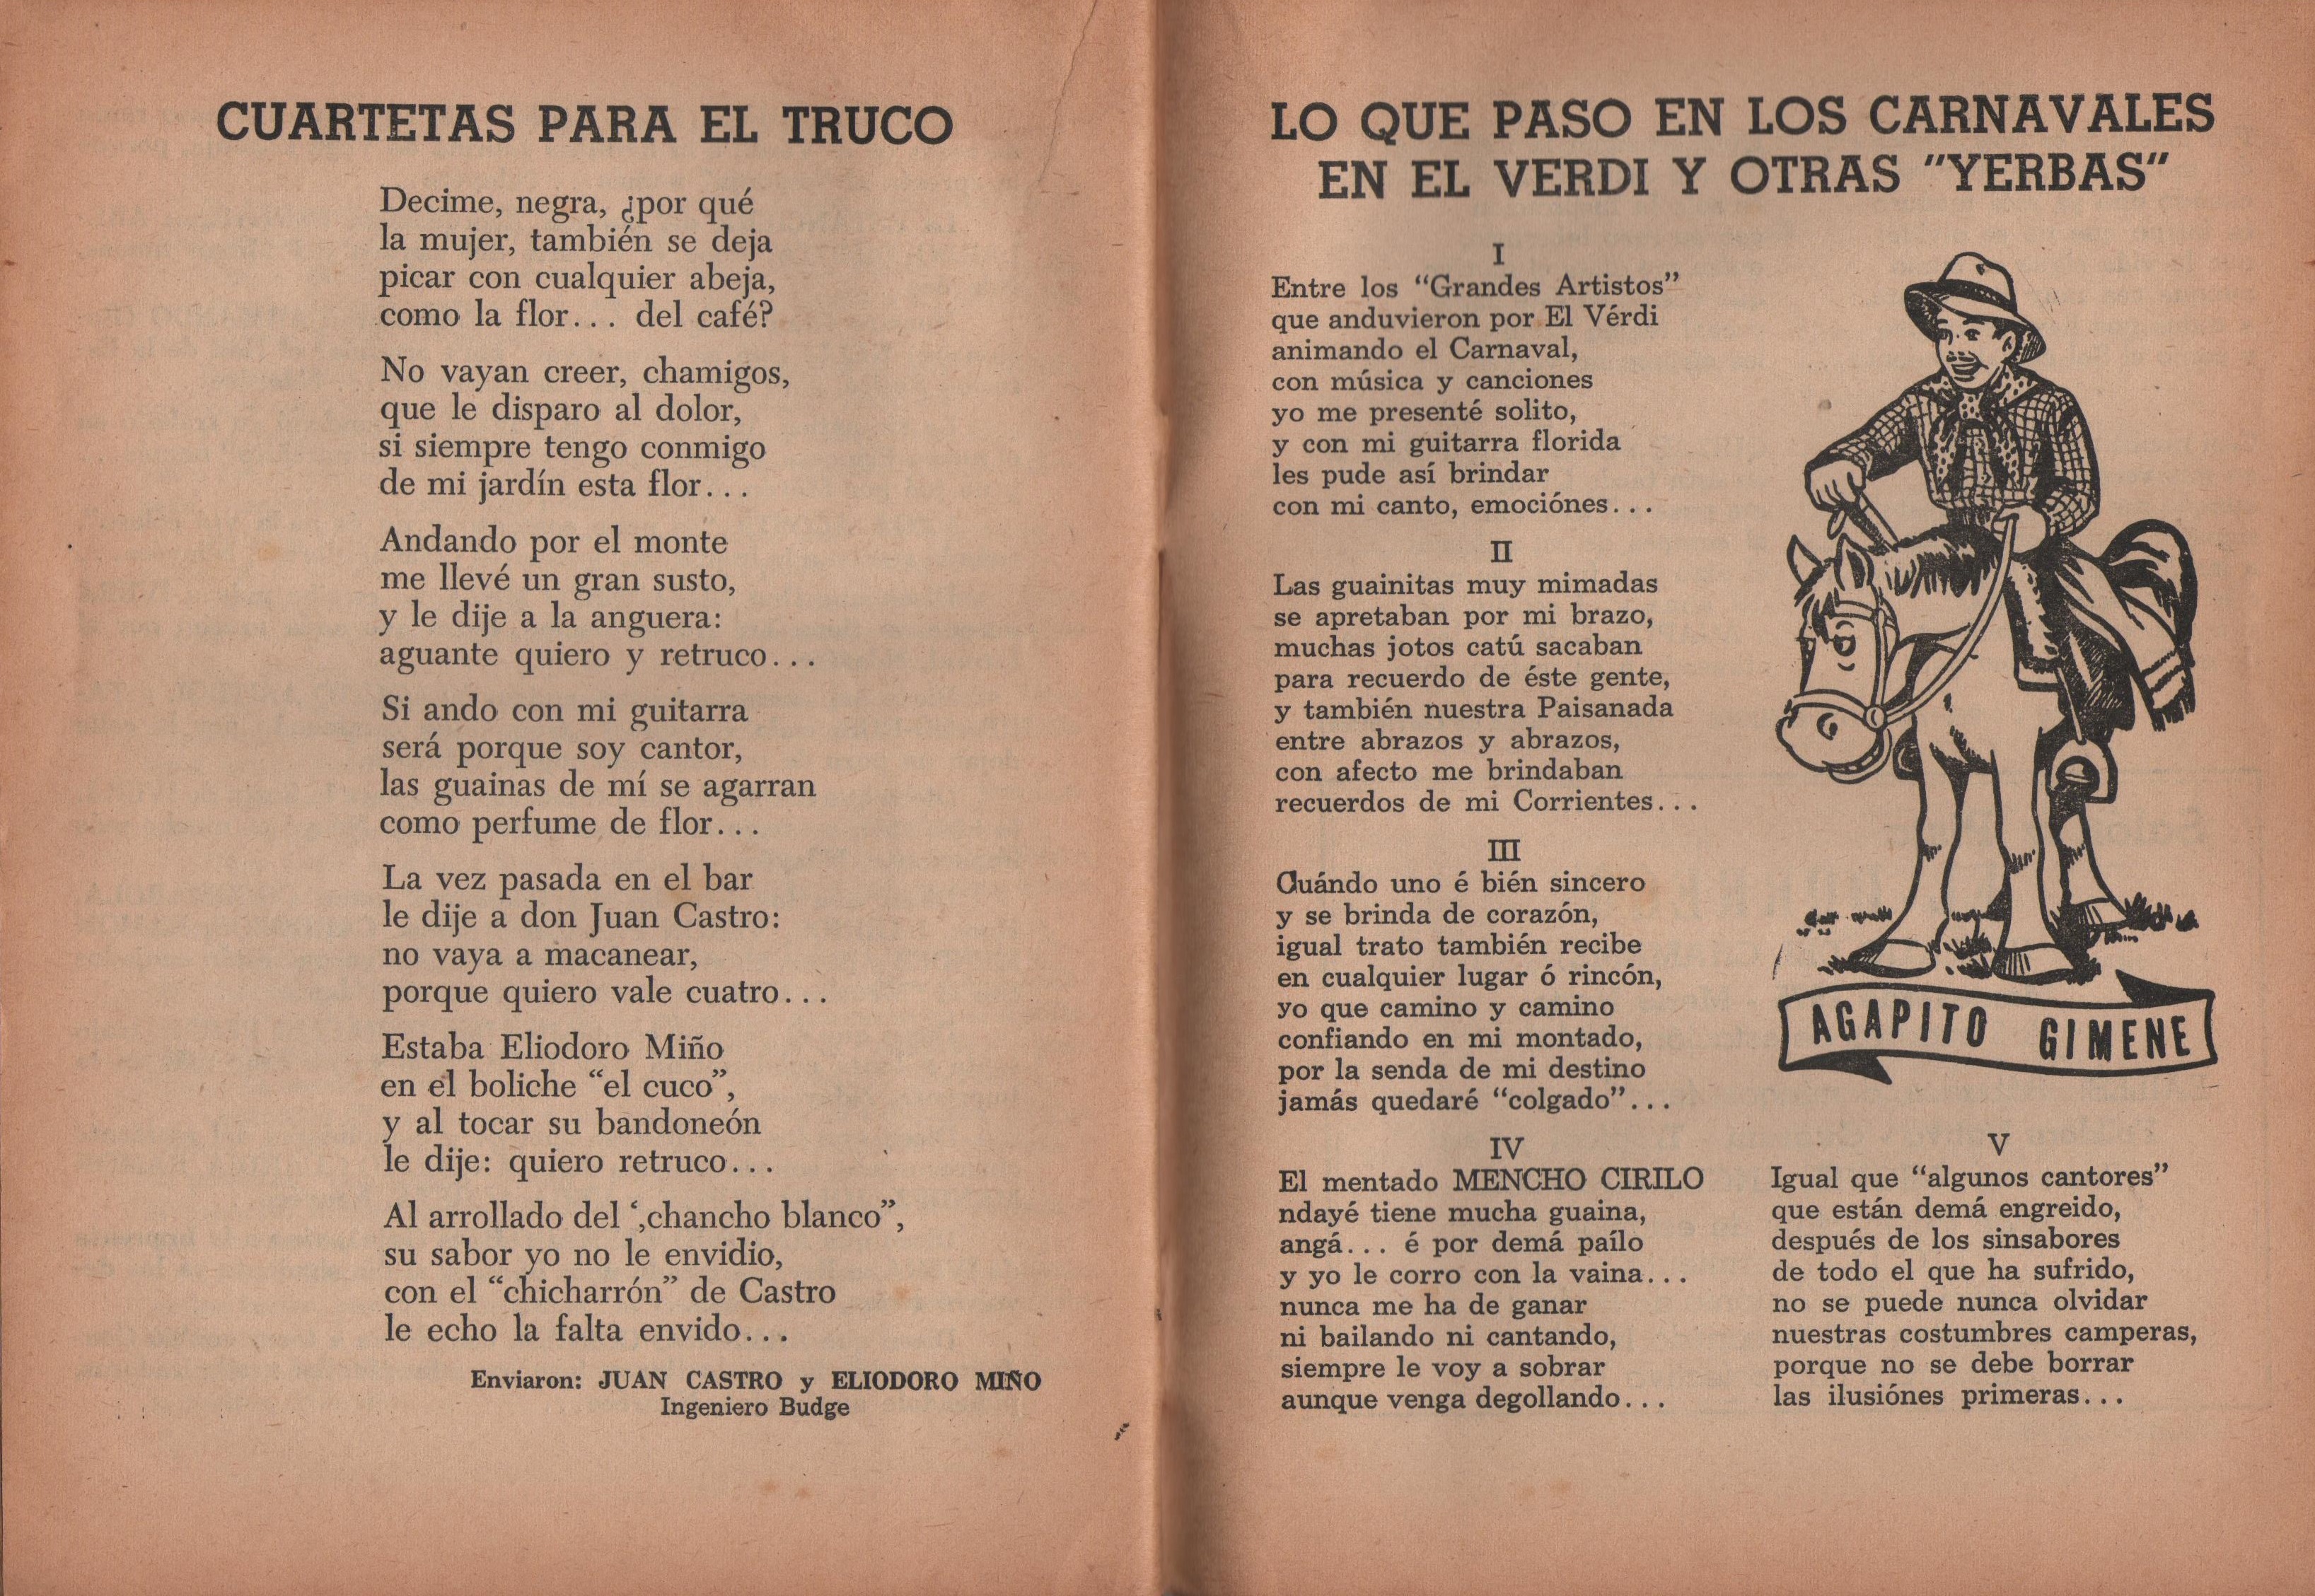 CUARTETAS PARA EL TRUCO
Decime, negra, ¿por qué
la mujer, también se deja
picar con cualquier abeja,
como la flor... del café?
No vayan creer, chamigos,
que le disparo al dolor,
si siempre tengo conmigo
de mi jardín esta flor...
Andando por el monte
me llevé un gran susto,
y le dije a la anguera:
aguante quiero y retruco...
Si ando con mi guitarra
será porque soy cantor,
las guainas de mí se agarran
como perfume de flor...
La vez pasada en el bar
le dije a don Juan Castro:
no vaya a macanear,
porque quiero vale cuatro...
Estaba Eliodoro Miño
en el boliche “el cuco”,
y al tocar su bandoneón
le dije: quiero retruco...
Al arrollado del ‘,chancho blanco”,
su sabor yo no le envidio,
con el “chicharrón” de Castro
le echo la falta envido...
Enviaron: JUAN CASTRO y ELIODORO MIÑO
Ingeniero Budge
LO QUE PASO EN LOS CARNAVALES
EN EL VERDI Y OTRAS "YERBAS"
I
Entre los “Grandes Artistos”
que anduvieron por El Vérdi
animando el Carnaval,
con música y canciones
yo me presenté solito,
y con mi guitarra florida
les pude así brindar
con mi canto, emociónes...
II
Las guainitas muy mimadas
se apretaban por mi brazo,
muchas jotos catú sacaban
para recuerdo de éste gente,
y también nuestra Paisanada
entre abrazos y abrazos,
con afecto me brindaban
recuerdos de mi Corrientes...
III
Cuándo uno é bién sincero
y se brinda de corazón,
igual trato también recibe
en cualquier lugar ó rincón,
yo que camino y camino
confiando en mi montado,
por la senda de mi destino
jamás quedaré “colgado”...
AGAPITO GIMENE
IV
El mentado MENCHO CIRILO
ndayé tiene mucha guaina,
angá... é por demá paílo
y yo le corro con la vaina...
nunca me ha de ganar
ni bailando ni cantando,
siempre le voy a sobrar
aunque venga degollando...
V
Igual que “algunos cantores”
que están demá engreido,
después de los sinsabores
de todo el que ha sufrido,
no se puede nunca olvidar
nuestras costumbres camperas,
porque no se debe borrar
las ilusiónes primeras...